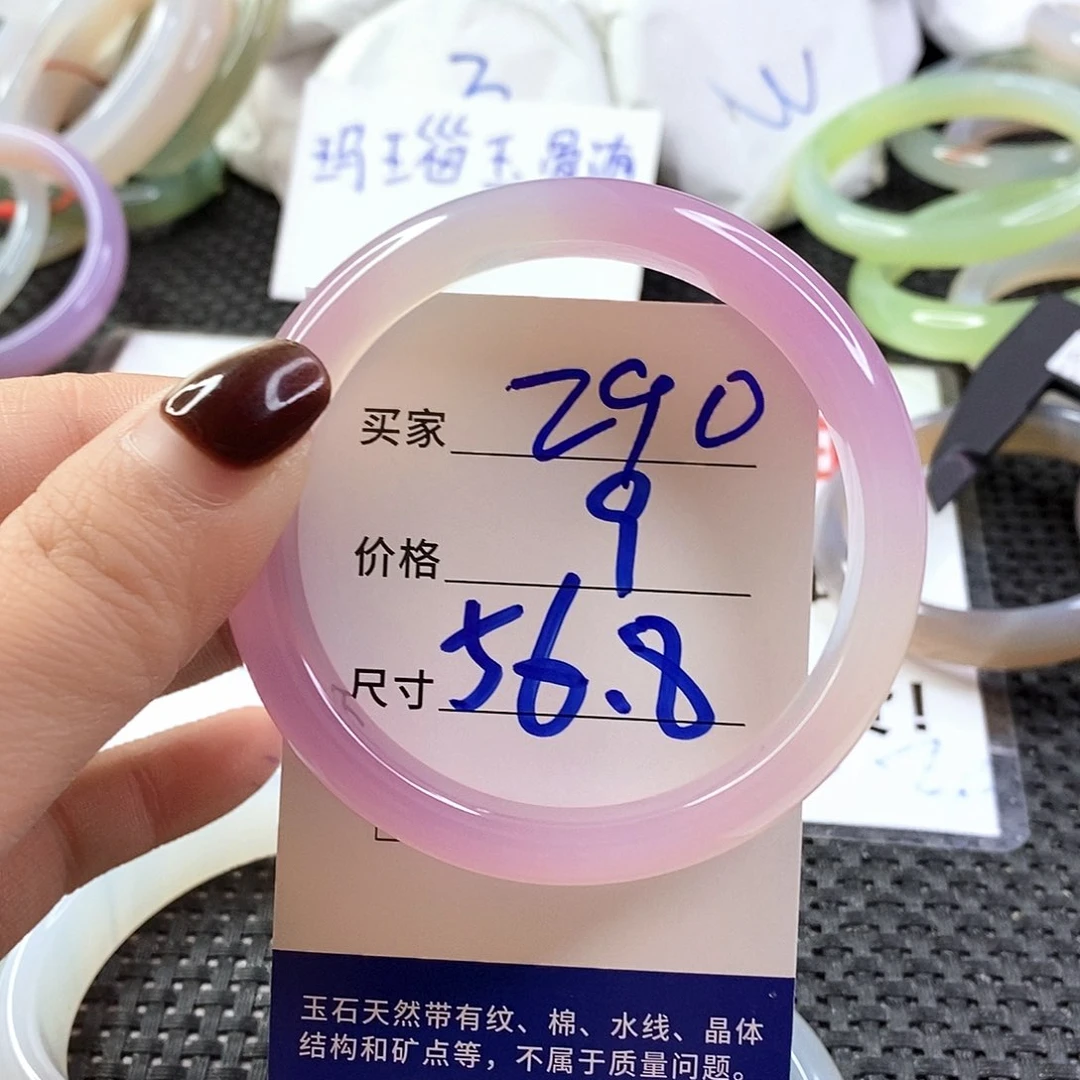 玛瑙玉
买家 290
价格 9
尺寸 56.8
!
玉石天然带有纹、棉、水线、晶体
结构和矿点等，不属于质量问题。